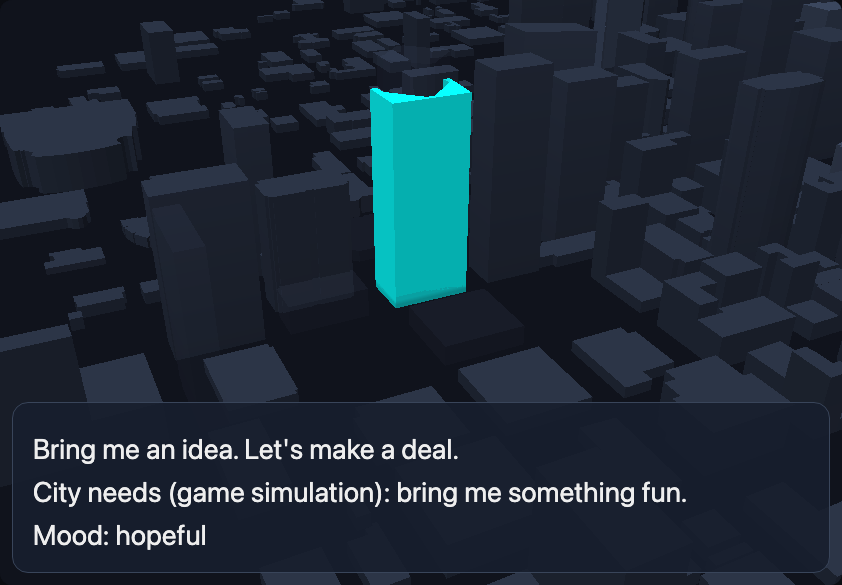 Bring me an idea. Let's make a deal.
City needs (game simulation): bring me something fun.
Mood: hopeful